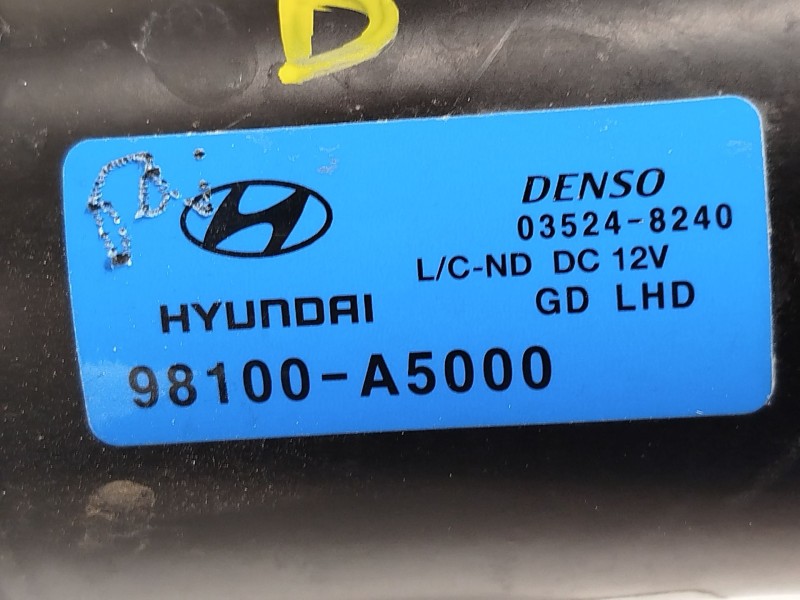 D
DENSO
03524-8240
L/C-ND DC 12V
GD LHD
HYUNDAI
98100-A5000